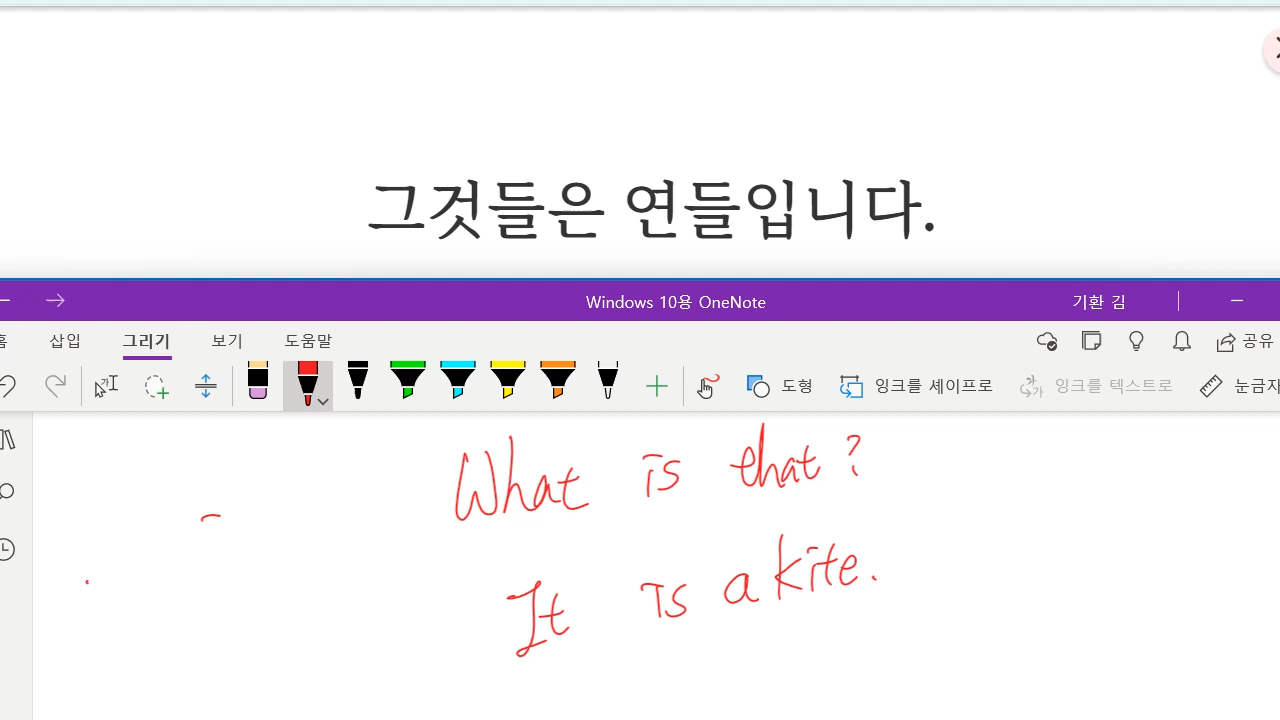 그것들은 연들입니다.
Windows 10용 OneNote
기환 김
삽입 그리기 보기 도움말
공유
가
도형 잉크를 셰이프로 잉크를 텍스트로 눈금자
What is that?
It is a kite.